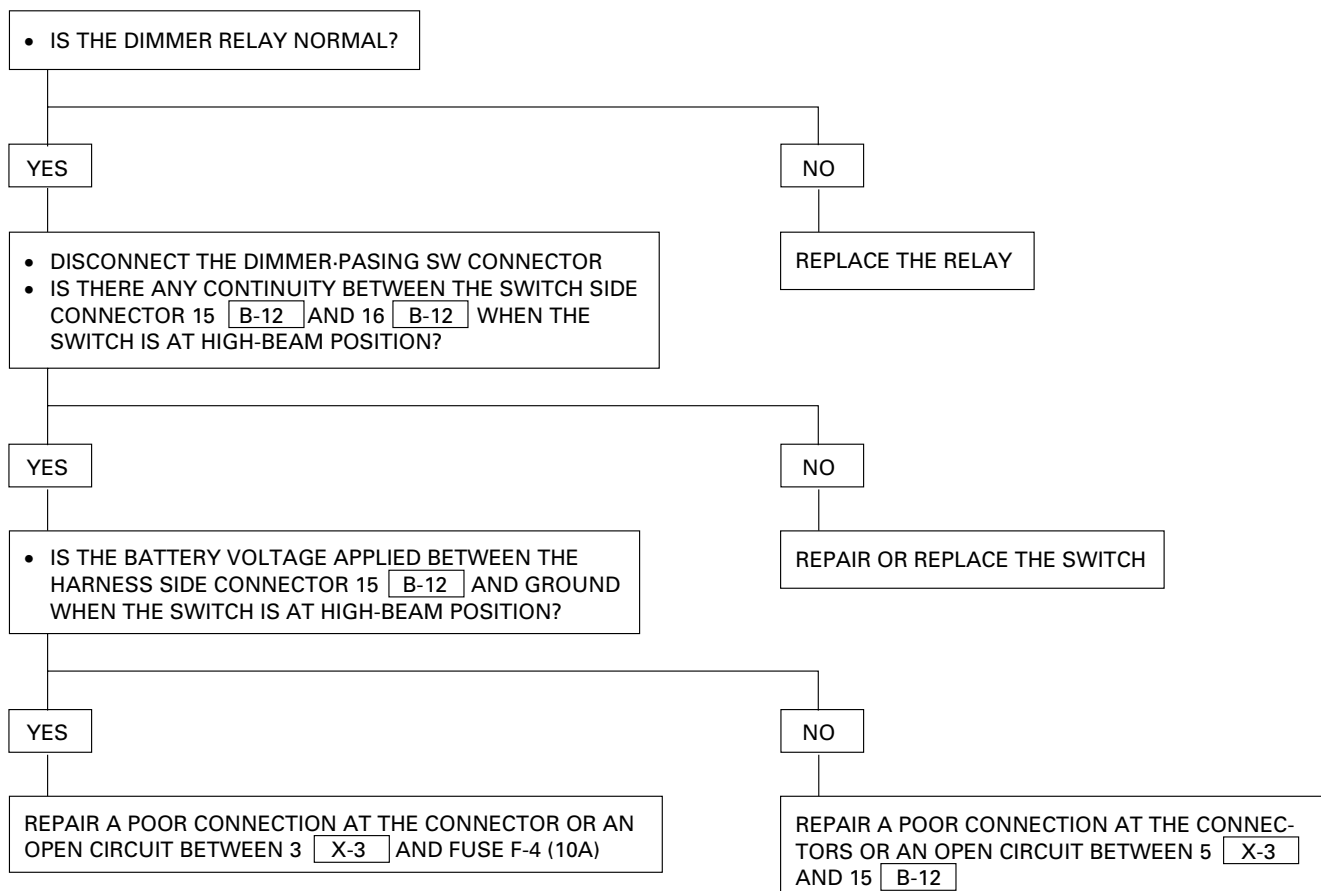 • IS THE DIMMER RELAY NORMAL?
YES
NO
• DISCONNECT THE DIMMER·PASING SW CONNECTOR
• IS THERE ANY CONTINUITY BETWEEN THE SWITCH SIDE
CONNECTOR 15 B-12 AND 16 B-12 WHEN THE
SWITCH IS AT HIGH-BEAM POSITION?
REPLACE THE RELAY
YES
NO
• IS THE BATTERY VOLTAGE APPLIED BETWEEN THE
HARNESS SIDE CONNECTOR 15 B-12 AND GROUND
WHEN THE SWITCH IS AT HIGH-BEAM POSITION?
REPAIR OR REPLACE THE SWITCH
YES
NO
REPAIR A POOR CONNECTION AT THE CONNECTOR OR AN
OPEN CIRCUIT BETWEEN 3 X-3 AND FUSE F-4 (10A)
REPAIR A POOR CONNECTION AT THE CONNEC-
TORS OR AN OPEN CIRCUIT BETWEEN 5 X-3
AND 15 B-12